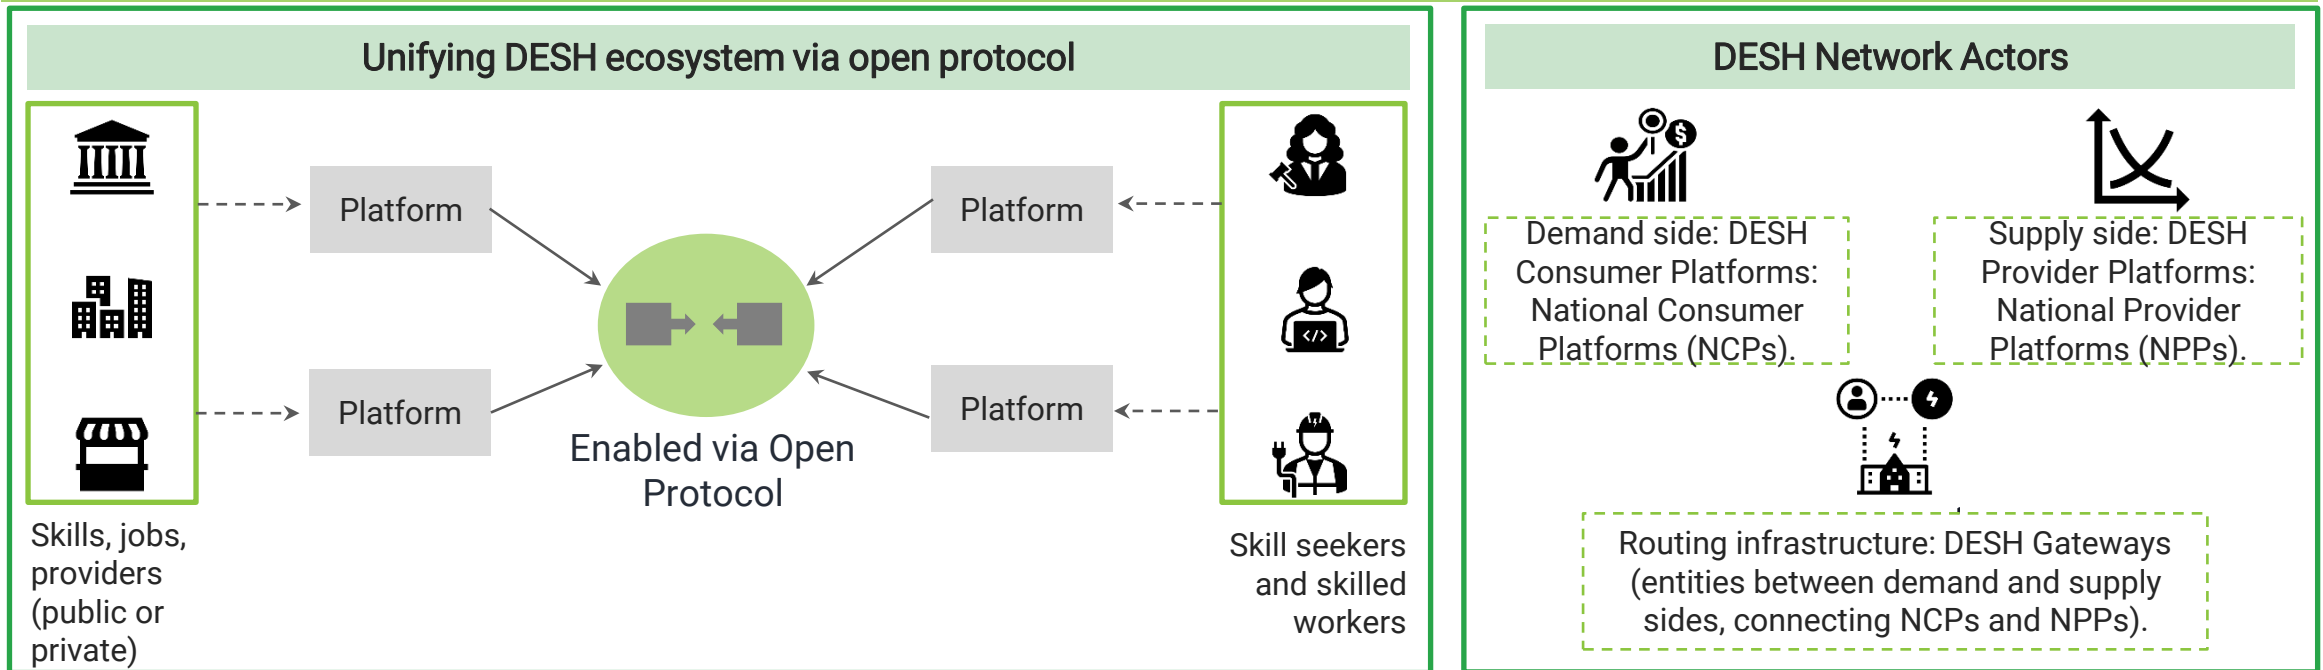 Unifying DESH ecosystem via open protocol
Platform
Platform
Platform
Platform
Enabled via Open
Protocol
Skills, jobs,
providers
(public or
private)
Skill seekers
and skilled
workers
DESH Network Actors
$
Demand side: DESH
Consumer Platforms:
National Consumer
Platforms (NCPs).
Supply side: DESH
Provider Platforms:
National Provider
Platforms (NPPs).
Routing infrastructure: DESH Gateways
(entities between demand and supply
sides, connecting NCPs and NPPs).